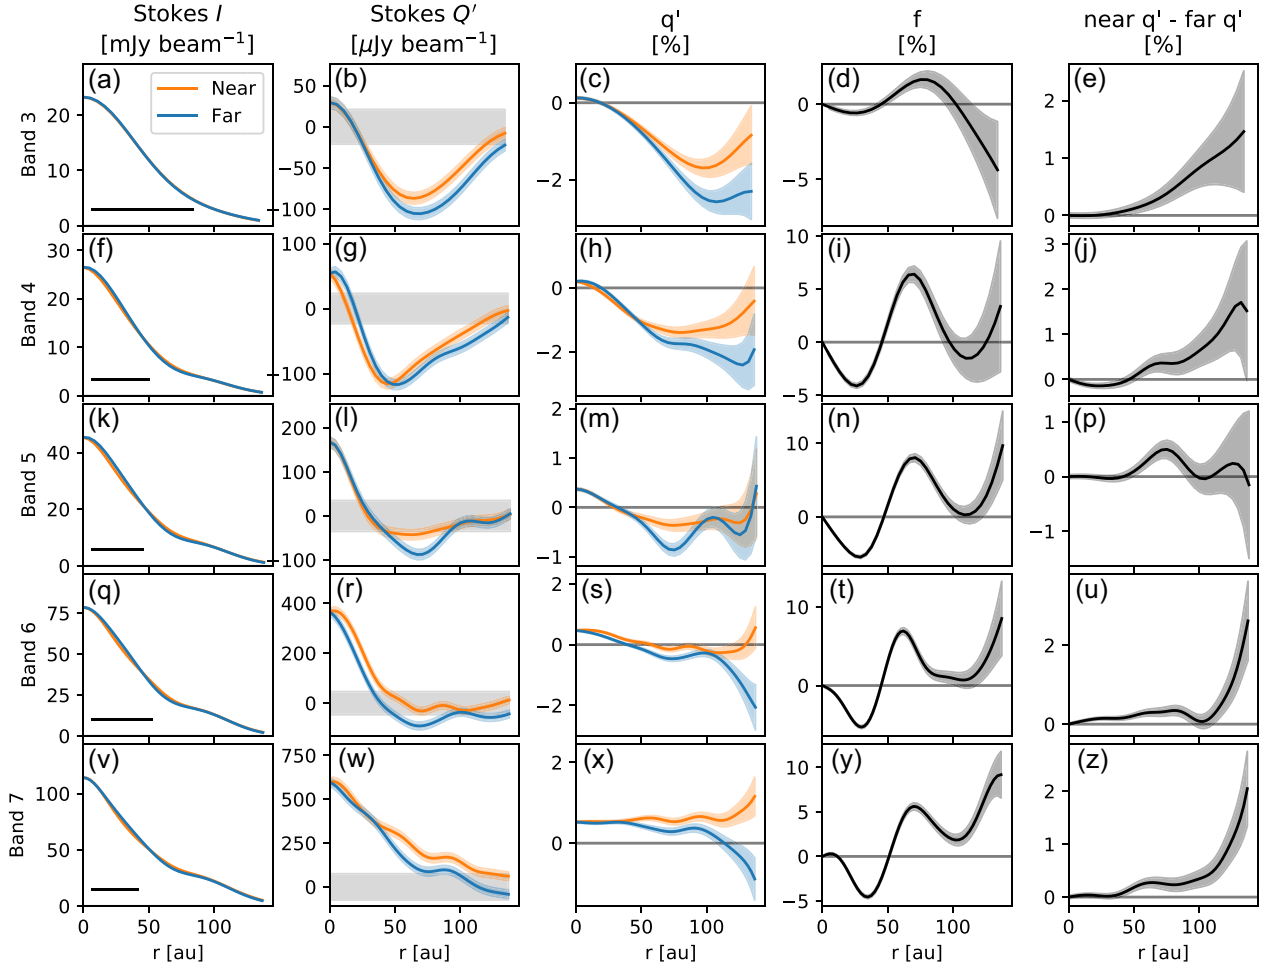 Stokes I
[mJy beam⁻¹]
Stokes Q'
[μJy beam⁻¹]
q'
[%]
f
[%]
near q' - far q'
[%]
Band 3
(a)
Near
Far
20
10
0
(b)
50
0
−50
−100
(c)
0
−2
(d)
0
−5
(e)
2
1
0
Band 4
(f)
30
20
10
0
(g)
100
0
−100
(h)
0
−2
(i)
10
5
0
−5
(j)
3
2
1
0
Band 5
(k)
40
20
0
(l)
200
100
0
−100
(m)
2
1
0
−1
(n)
10
0
(p)
1
0
−1
Band 6
(q)
75
50
25
0
(r)
400
200
0
(s)
2
0
−2
(t)
10
0
(u)
2
0
Band 7
(v)
100
50
0
(w)
750
500
250
0
(x)
2
0
(y)
10
5
0
−5
(z)
2
1
0
0 50 100
r [au]
0 100
r [au]
0 100
r [au]
0 100
r [au]
0 50 100
r [au]